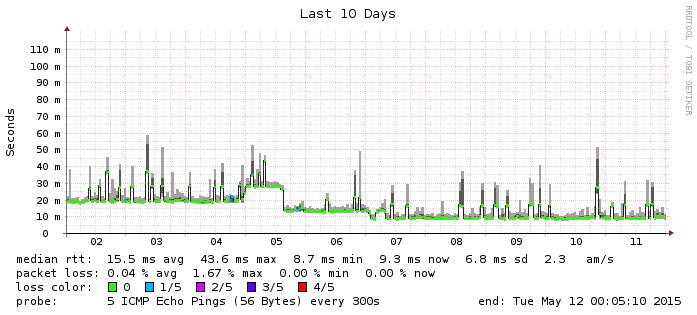 Last 10 Days
RRDTOOL / TOBI OETIKER
Seconds
110 m
100 m
90 m
80 m
70 m
60 m
50 m
40 m
30 m
20 m
10 m
0
02 03 04 05 06 07 08 09 10 11
median rtt: 15.5 ms avg 43.6 ms max 8.7 ms min 9.3 ms now 6.8 ms sd 2.3 am/s
packet loss: 0.04 % avg 1.67 % max 0.00 % min 0.00 % now
loss color: 0 1/5 2/5 3/5 4/5
probe: 5 ICMP Echo Pings (56 Bytes) every 300s end: Tue May 12 00:05:10 2015